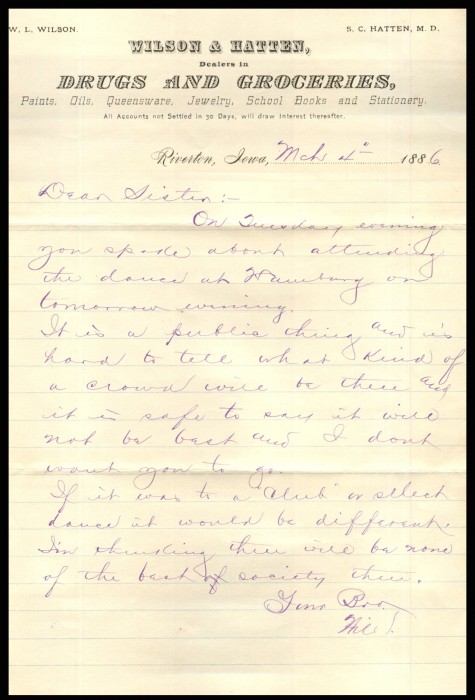 W. L. WILSON. S. C. HATTEN, M. D.
WILSON & HATTEN,
Dealers in
DRUGS AND GROCERIES,
Paints, Oils, Queensware, Jewelry, School Books and Stationery.
All Accounts not Settled in 30 Days, will draw Interest thereafter.
Riverton, Iowa, Mch 4" 1886
Dear Sister:-
On Tuesday evening
you spoke about attending
the dance at Hamburg on
tomorrow evening.
It is a public thing and is
hard to tell what kind of
a crowd will be there and
it is safe to say it will
not be best and I dont
want you to go.
If it was to a "Club" or select
dance it would be different.
I'm thinking there will be none
of the best of society there.
Your Bro.
Will